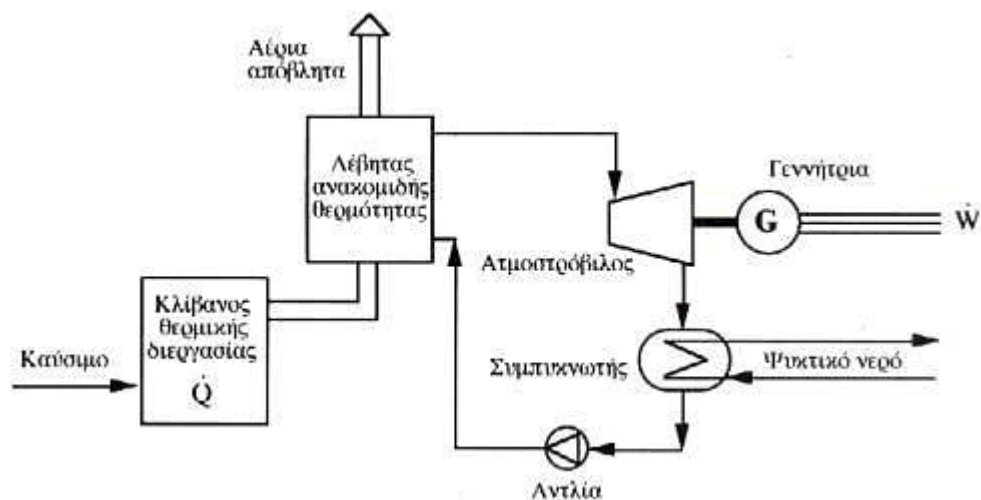 Αέρια
απόβλητα
Λέβητας
ανακομιδής
θερμότητας
Γεννήτρια
G
Ẇ
Ατμοστρόβιλος
Κλίβανος
θερμικής
διεργασίας
Q̇
Καύσιμο
Συμπυκνωτής
Ψυκτικό νερό
Αντλία